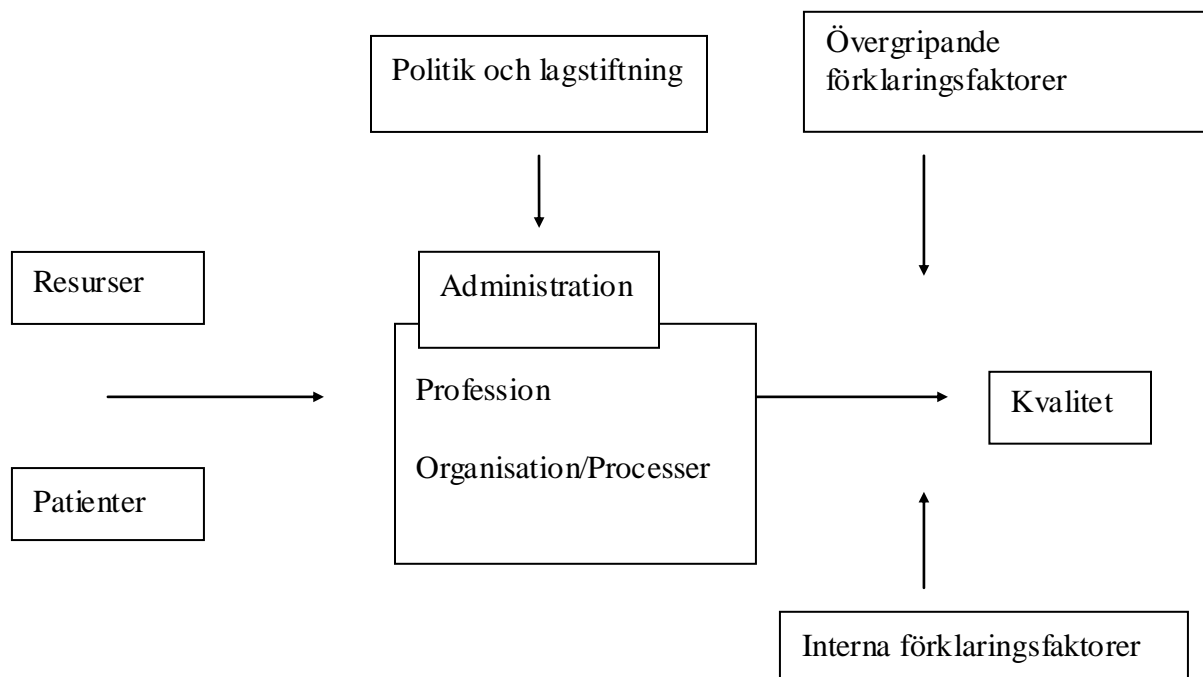 Politik och lagstiftning
Övergripande
förklaringsfaktorer
Resurser
Administration
Profession
Kvalitet
Organisation/Processer
Patienter
Interna förklaringsfaktorer